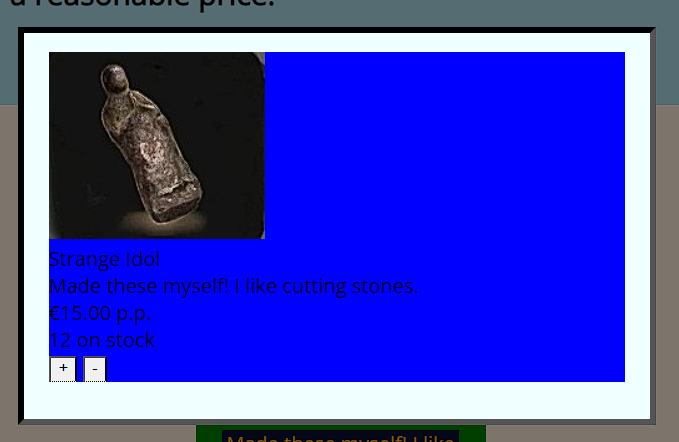 a reasonable price.
Strange Idol
Made these myself! I like cutting stones.
€15.00 p.p.
12 on stock
+ -
Made these myself! I like